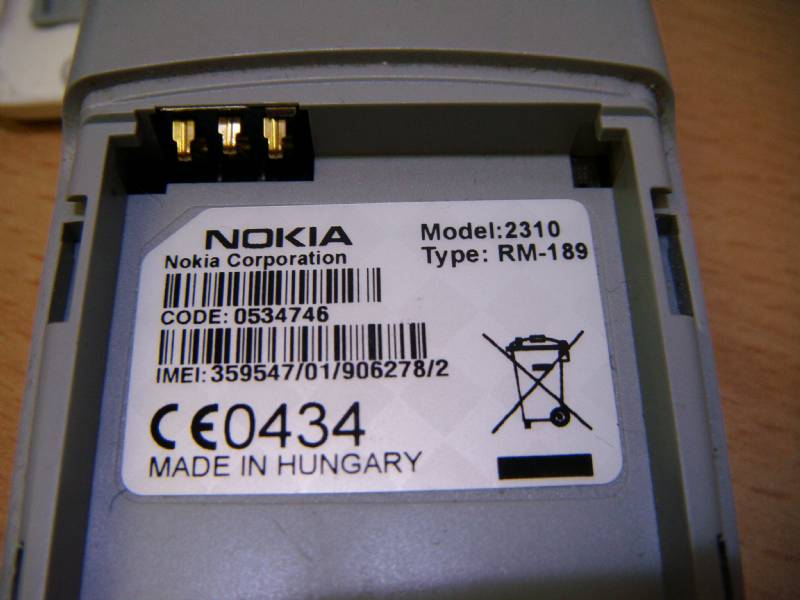 NOKIA
Nokia Corporation
Model:2310
Type: RM-189
CODE: 0534746
IMEI: 359547/01/906278/2
CE0434
MADE IN HUNGARY